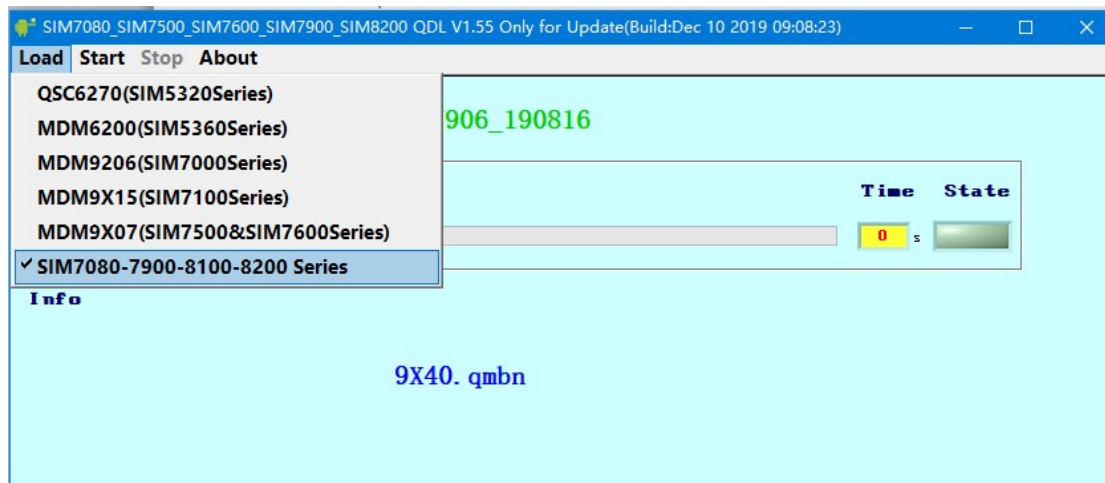 SIM7080_SIM7500_SIM7600_SIM7900_SIM8200 QDL V1.55 Only for Update(Build:Dec 10 2019 09:08:23)
Load Start Stop About
QSC6270(SIM5320Series)
MDM6200(SIM5360Series)
MDM9206(SIM7000Series)
MDM9X15(SIM7100Series)
MDM9X07(SIM7500&SIM7600Series)
✓SIM7080-7900-8100-8200 Series
906_190816
Time State
0 s
Info
9X40.qmbn